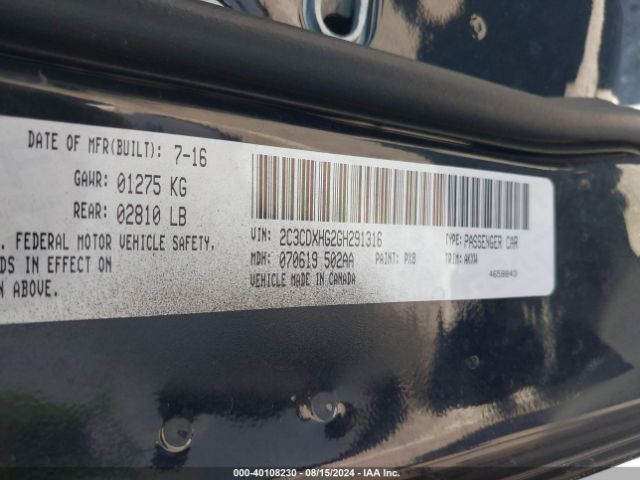 DATE OF MFR(BUILT): 7-16
GAWR: 01275 KG
REAR: 02810 LB
. FEDERAL MOTOR VEHICLE SAFETY.
DS IN EFFECT ON
N ABOVE.
VIN: 2C3CDXHG2GH291316 TYPE: PASSENGER CAR
MDH: 070619 502AA PAINT: PX8 TRIM: AKXW
VEHICLE MADE IN CANADA 4658843
000-40108230 - 08/15/2024 - IAA Inc.